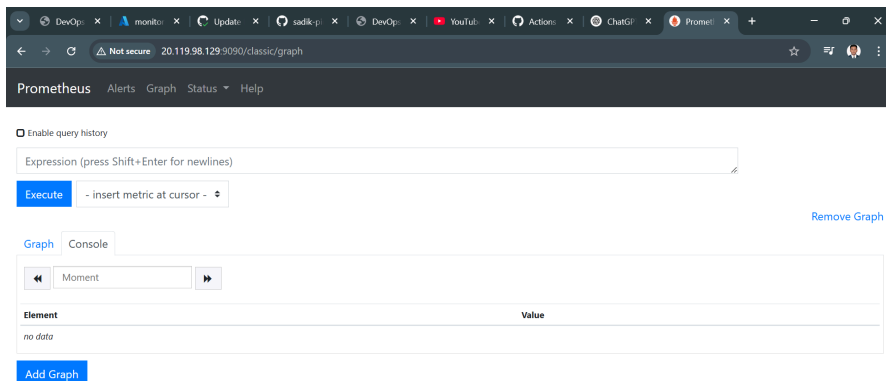 DevOps monitor Update sadik-pi DevOps YouTube Actions ChatGP Prometh
Not secure 20.119.98.129:9090/classic/graph
Prometheus Alerts Graph Status Help
Enable query history
Expression (press Shift+Enter for newlines)
Execute - insert metric at cursor -
Remove Graph
Graph Console
Moment
Element Value
no data
Add Graph